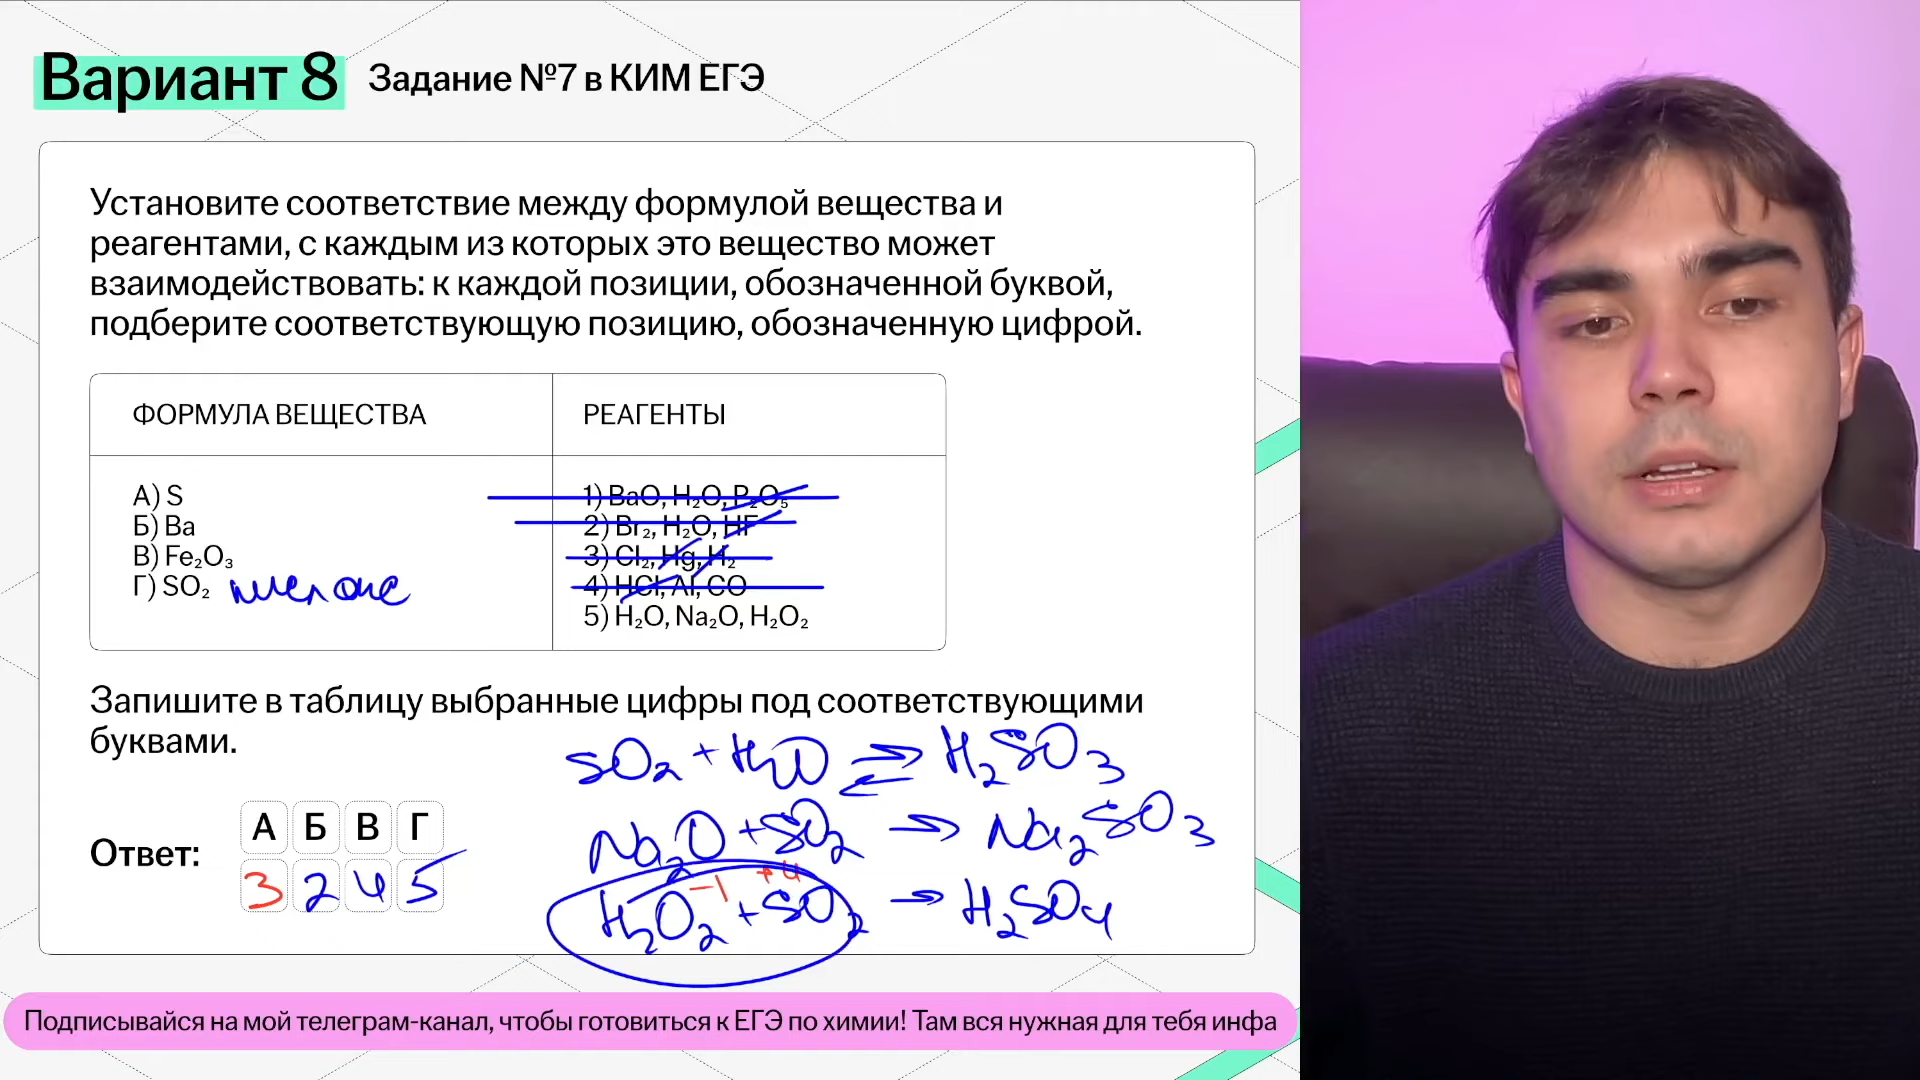 Вариант 8 Задание №7 в КИМ ЕГЭ
Установите соответствие между формулой вещества и
реагентами, с каждым из которых это вещество может
взаимодействовать: к каждой позиции, обозначенной буквой,
подберите соответствующую позицию, обозначенную цифрой.
ФОРМУЛА ВЕЩЕСТВА
РЕАГЕНТЫ
А) S
Б) Ba
В) Fe₂O₃
Г) SO₂
1) BaO, H₂O, P₂O₅
2) Br₂, H₂O, HF
3) Cl₂, Hg, H₂
4) HCl, Al, CO
5) H₂O, Na₂O, H₂O₂
Запишите в таблицу выбранные цифры под соответствующими
буквами.
SO₂ + H₂O ⇌ H₂SO₃
Na₂O + SO₂ → Na₂SO₃
-1 +4
H₂O₂ + SO₂ → H₂SO₄
А Б В Г
Ответ:
3 2 4 5
Подписывайся на мой телеграм-канал, чтобы готовиться к ЕГЭ по химии! Там вся нужная для тебя инфа